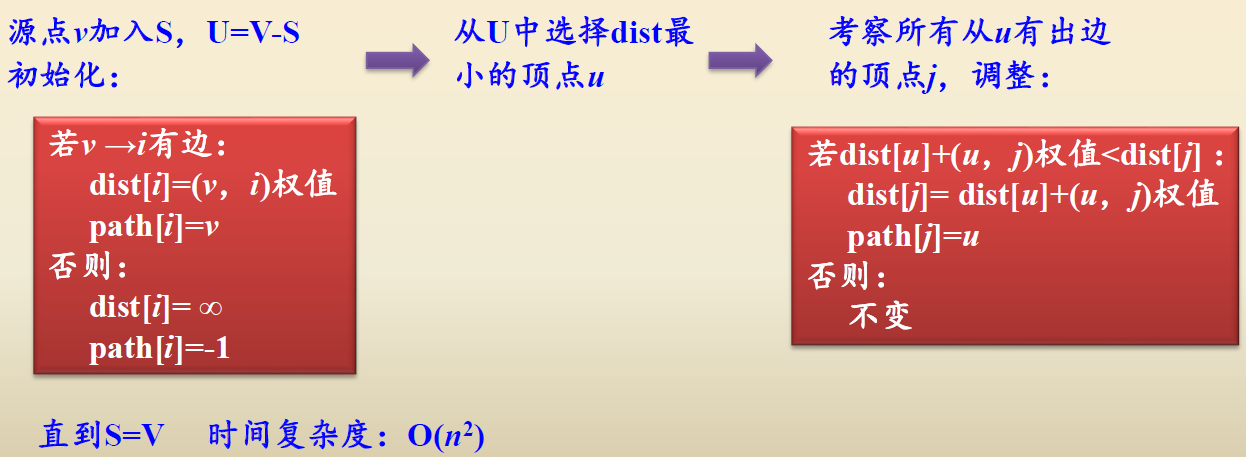 源点v加入S，U=V-S
初始化：
若v →i有边：
dist[i]=(v，i)权值
path[i]=v
否则：
dist[i]= ∞
path[i]=-1
从U中选择dist最
小的顶点u
考察所有从u有出边
的顶点j，调整：
若dist[u]+(u，j)权值<dist[j]：
dist[j]= dist[u]+(u，j)权值
path[j]=u
否则：
不变
直到S=V 时间复杂度：O(n²)